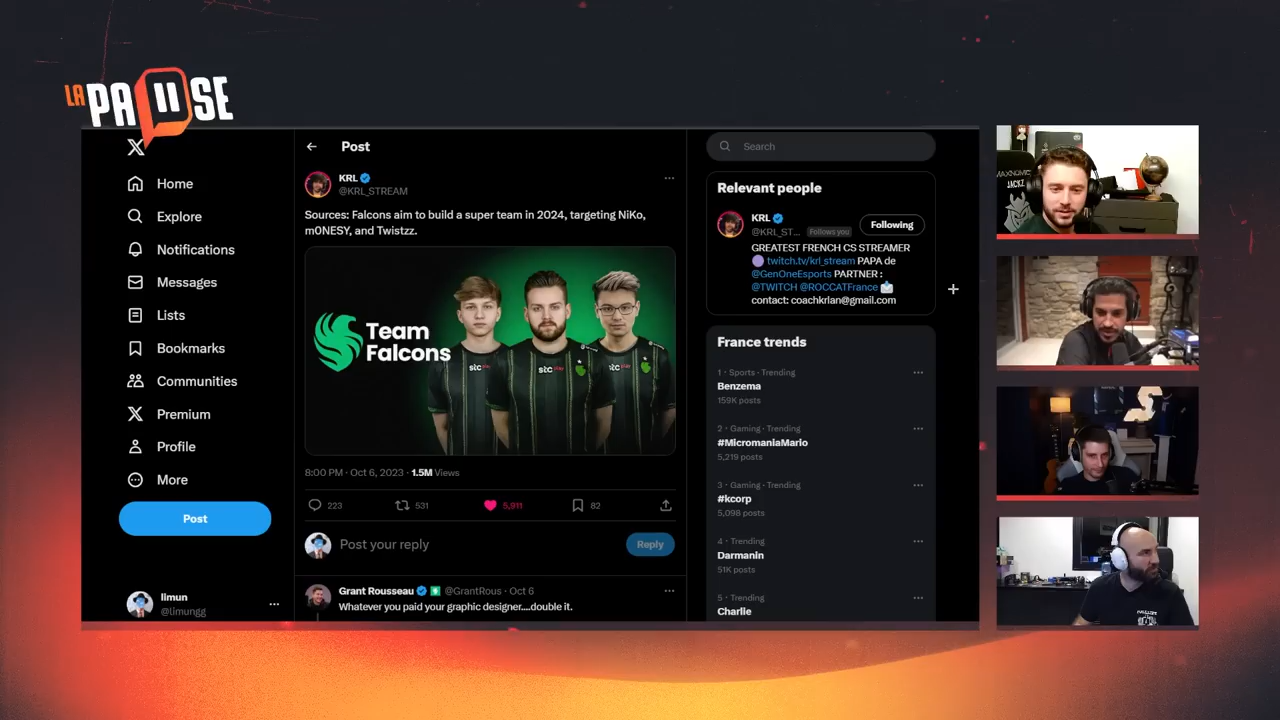 LA PAUSE
Home
Explore
Notifications
Messages
Lists
Bookmarks
Communities
Premium
Profile
More
Post
limun
@limungg
Post
KRL
@KRL_STREAM
Sources: Falcons aim to build a super team in 2024, targeting NiKo,
m0NESY, and Twistzz.
Team
Falcons
stc
stc
stc
8:00 PM · Oct 6, 2023 · 1.5M Views
223
531
5,911
82
Post your reply
Reply
Grant Rousseau @GrantRous · Oct 6
Whatever you paid your graphic designer....double it.
Search
Relevant people
KRL
@KRL_ST... Follows you
Following
GREATEST FRENCH CS STREAMER
twitch.tv/krl_stream PAPA de
@GenOneEsports PARTNER :
@TWITCH @ROCCATFrance
contact: coachkrlan@gmail.com
France trends
1 · Sports · Trending
Benzema
159K posts
2 · Gaming · Trending
#MicromaniaMario
5,219 posts
3 · Gaming · Trending
#kcorp
5,098 posts
4 · Trending
Darmanin
51K posts
5 · Trending
Charlie
MAXNOMIC
JACKZ